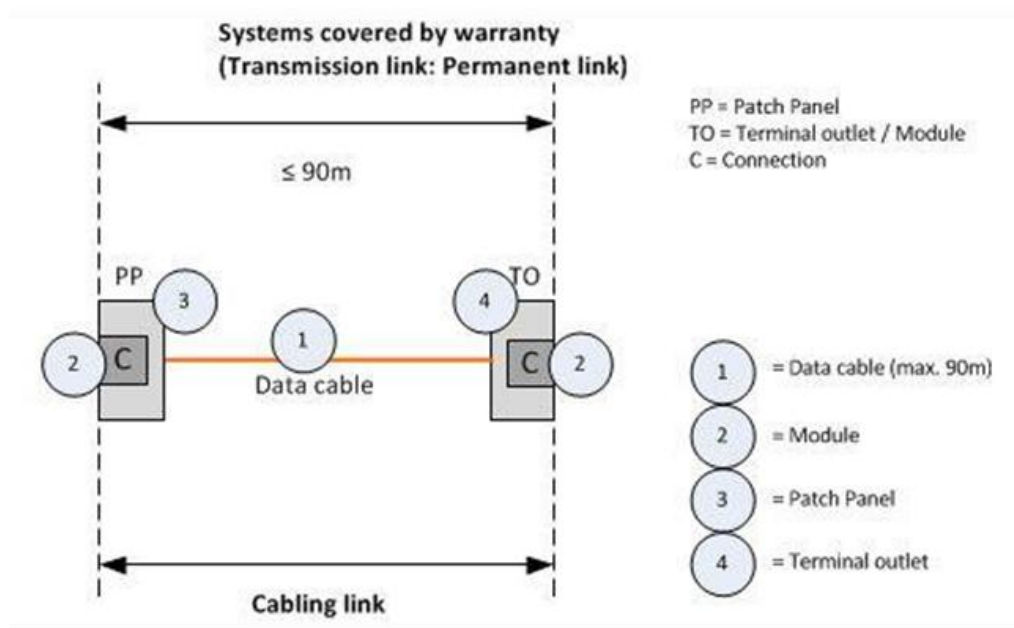 Systems covered by warranty
(Transmission link: Permanent link)
≤ 90m
PP = Patch Panel
TO = Terminal outlet / Module
C = Connection
PP
3
4
TO
1
2
C
C
2
Data cable
1
= Data cable (max. 90m)
2
= Module
3
= Patch Panel
4
= Terminal outlet
Cabling link